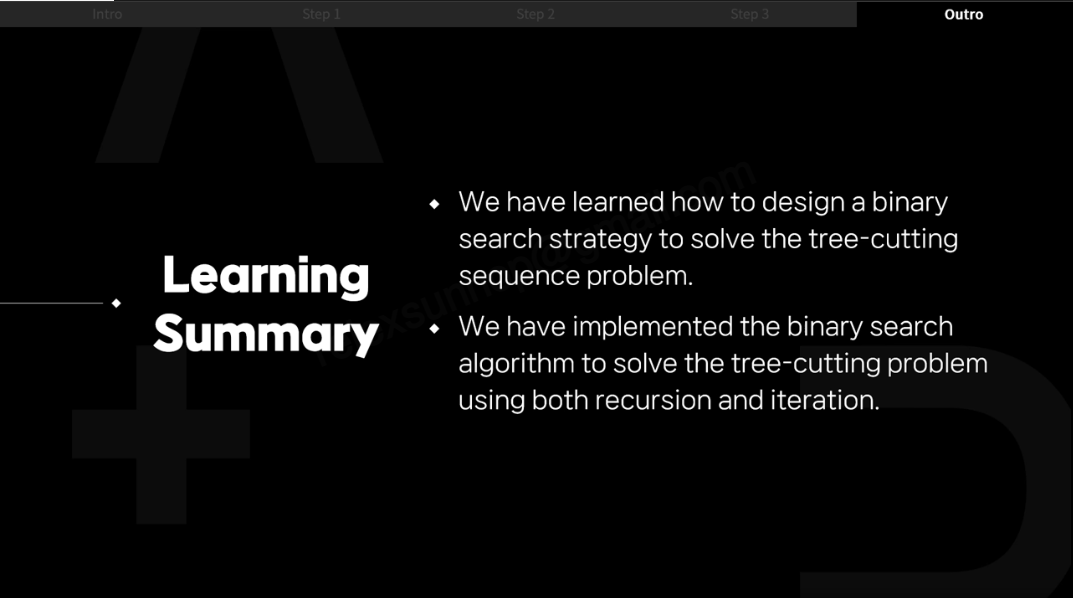 Intro Step 1 Step 2 Step 3 Outro
Learning
Summary
We have learned how to design a binary
search strategy to solve the tree-cutting
sequence problem.
We have implemented the binary search
algorithm to solve the tree-cutting problem
using both recursion and iteration.